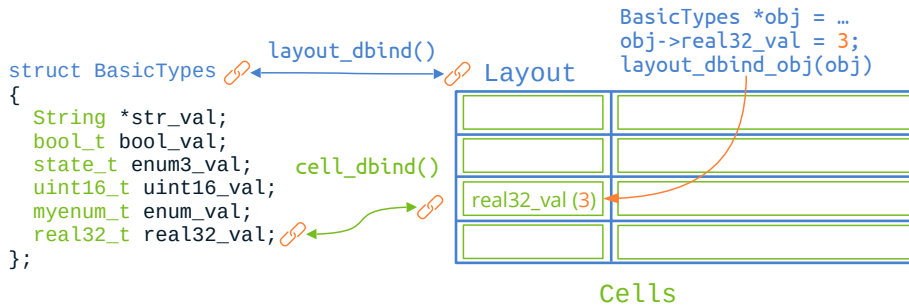 BasicTypes *obj = …
obj->real32_val = 3;
layout_dbind_obj(obj)
layout_dbind()
Layout
struct BasicTypes
{
String *str_val;
bool_t bool_val;
state_t enum3_val;
uint16_t uint16_val;
myenum_t enum_val;
real32_t real32_val;
};
cell_dbind()
real32_val (3)
Cells